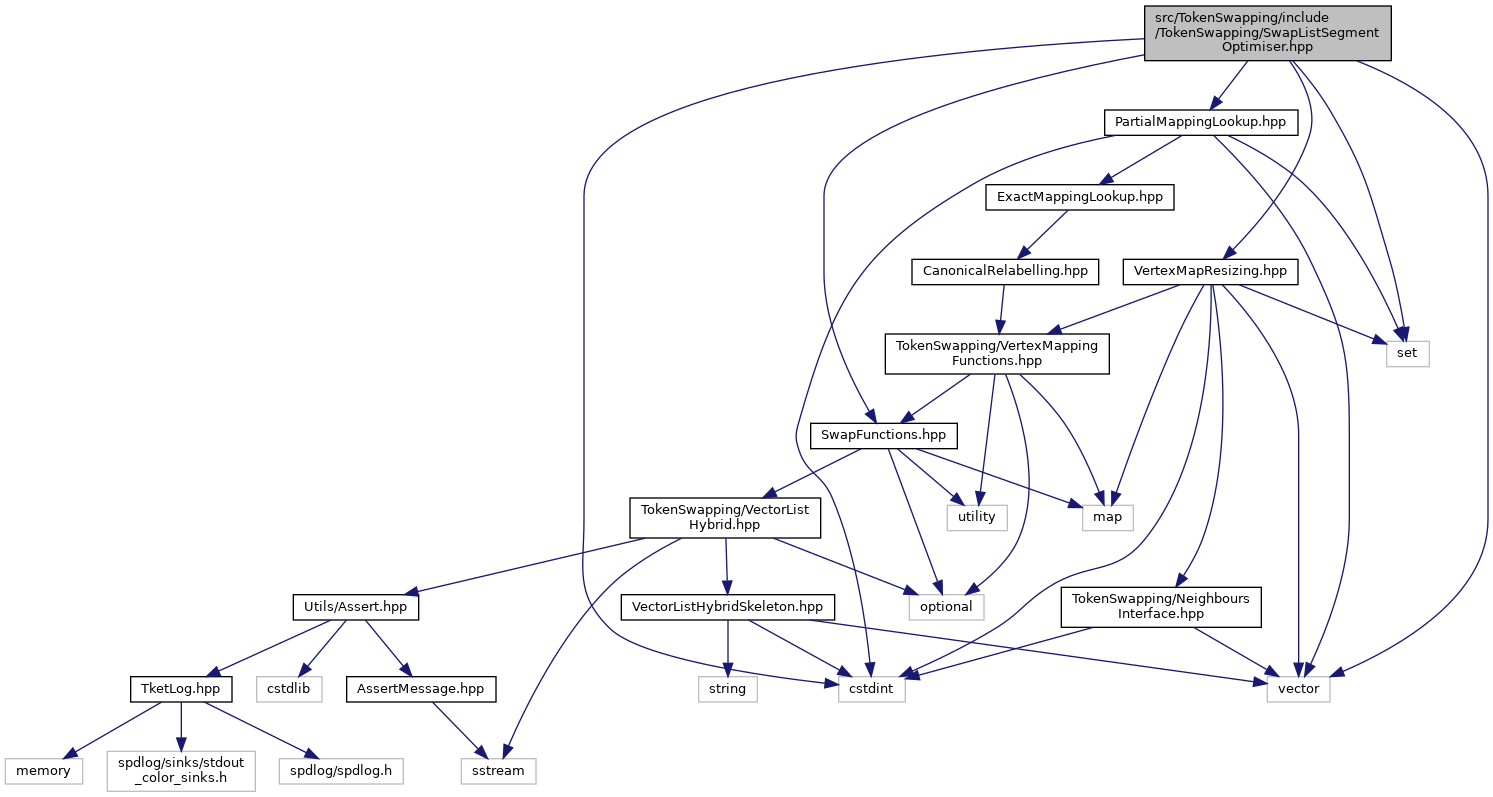 src/TokenSwapping/include
/TokenSwapping/SwapListSegment
Optimiser.hpp
PartialMappingLookup.hpp
ExactMappingLookup.hpp
CanonicalRelabelling.hpp
VertexMapResizing.hpp
TokenSwapping/VertexMapping
Functions.hpp
set
SwapFunctions.hpp
TokenSwapping/VectorList
Hybrid.hpp
utility
map
Utils/Assert.hpp
VectorListHybridSkeleton.hpp
optional
TokenSwapping/Neighbours
Interface.hpp
TketLog.hpp
cstdlib
AssertMessage.hpp
string
cstdint
vector
memory
spdlog/sinks/stdout
_color_sinks.h
spdlog/spdlog.h
sstream